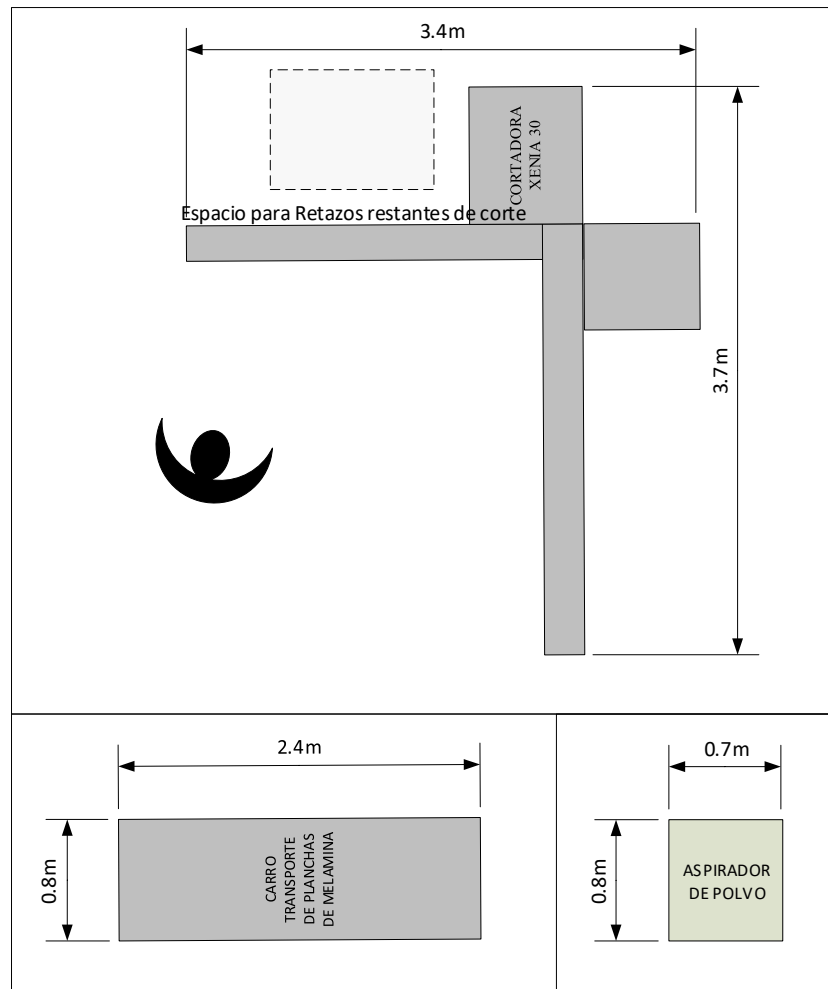 3.4m
CORTADORA
XENIA 30
Espacio para Retazos restantes de corte
3.7m
2.4m
0.8m
CARRO
TRANSPORTE
DE PLANCHAS
DE MELAMINA
0.7m
0.8m
ASPIRADOR
DE POLVO